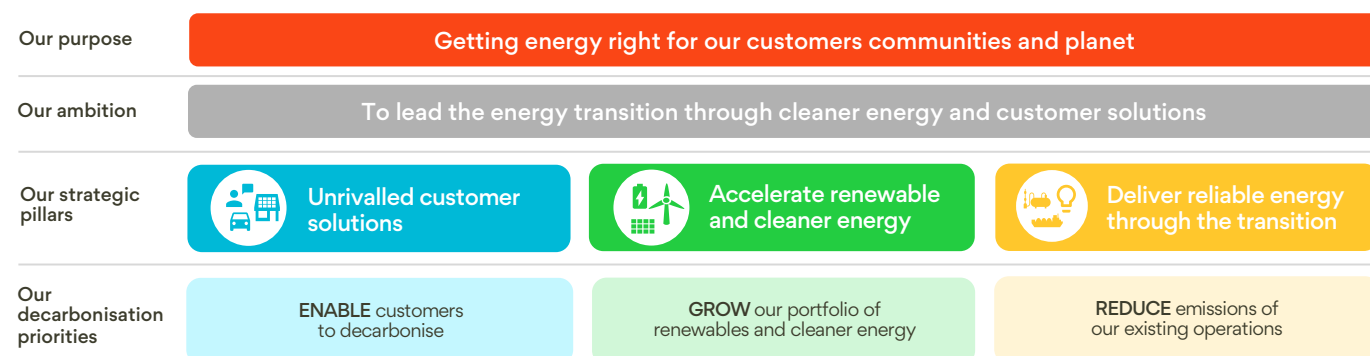 Our purpose
Getting energy right for our customers communities and planet
Our ambition
To lead the energy transition through cleaner energy and customer solutions
Our strategic
pillars
Unrivalled customer
solutions
Accelerate renewable
and cleaner energy
Deliver reliable energy
through the transition
Our
decarbonisation
priorities
ENABLE customers
to decarbonise
GROW our portfolio of
renewables and cleaner energy
REDUCE emissions of
our existing operations